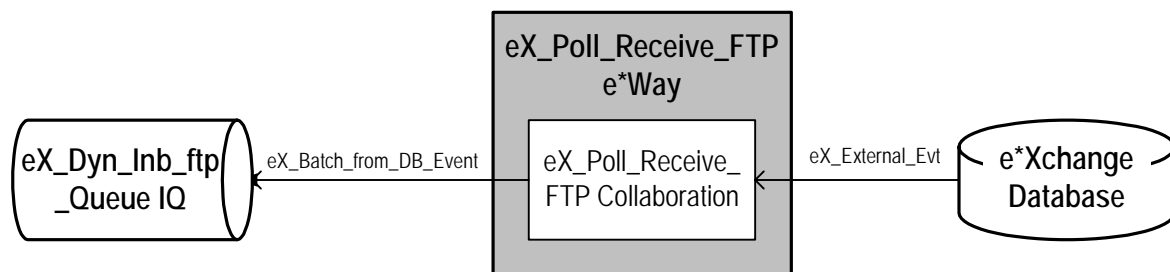 eX_Poll_Receive_FTP
e*Way
eX_Dyn_Inb_ftp
_Queue IQ
eX_Batch_from_DB_Event
eX_Poll_Receive_
FTP Collaboration
eX_External_Evt
e*Xchange
Database